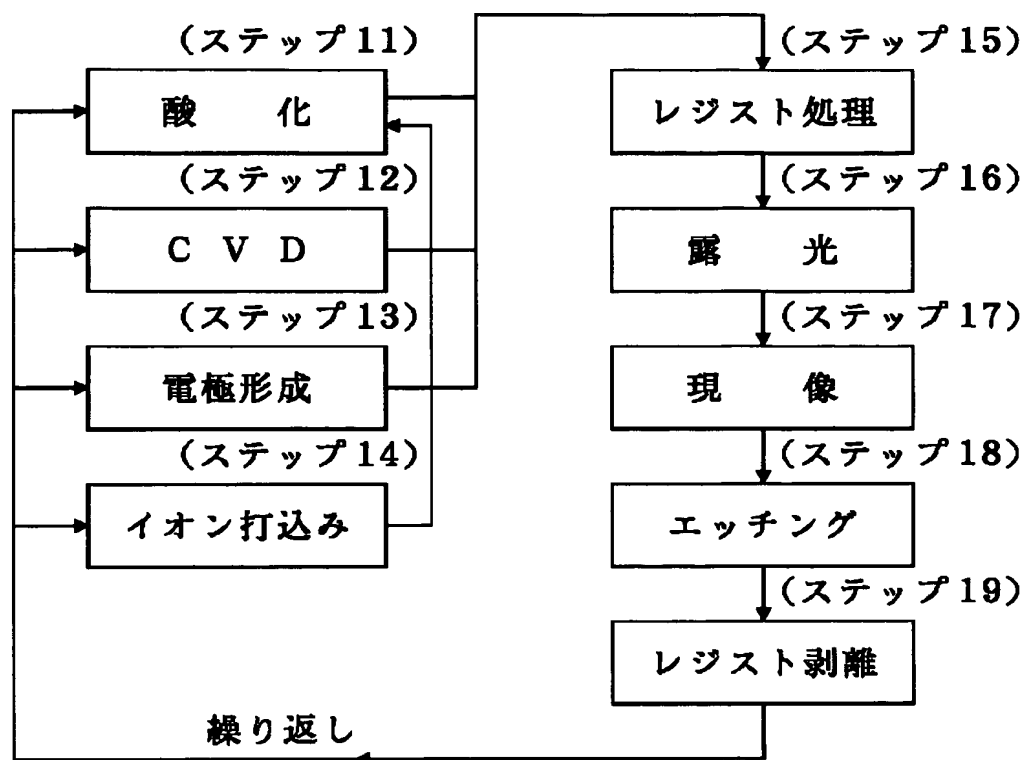 (ステップ11)
酸 化
(ステップ12)
C V D
(ステップ13)
電極形成
(ステップ14)
イオン打込み
(ステップ15)
レジスト処理
(ステップ16)
露 光
(ステップ17)
現 像
(ステップ18)
エッチング
(ステップ19)
レジスト剥離
繰り返し